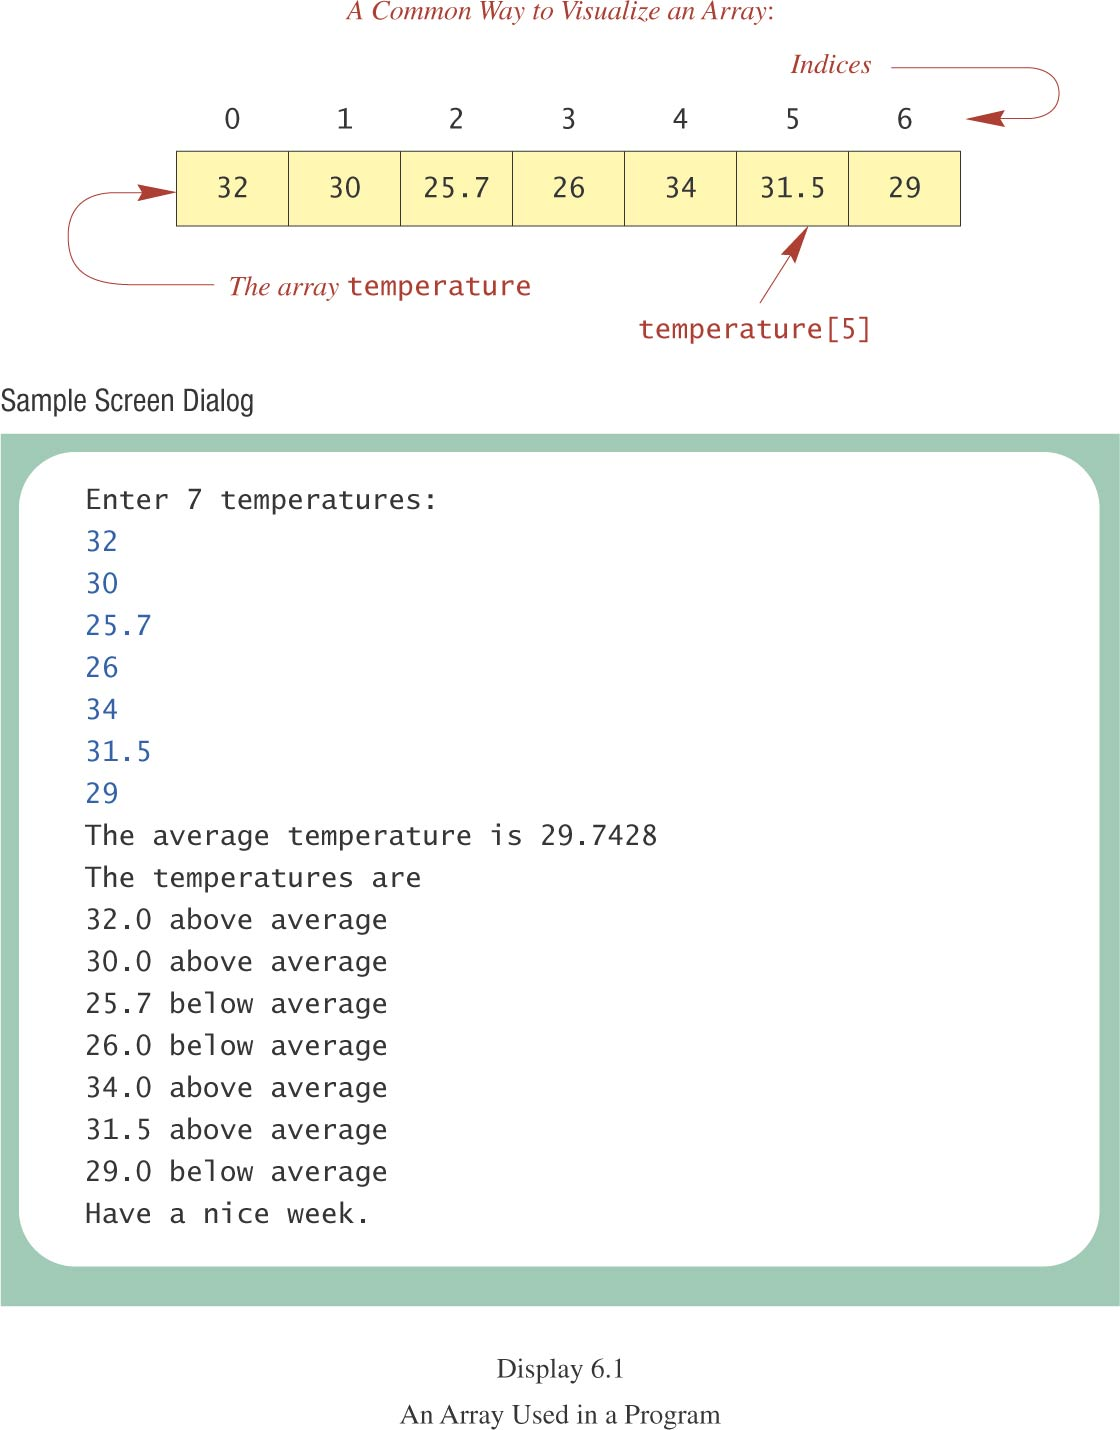 A Common Way to Visualize an Array:
Indices
0 1 2 3 4 5 6
32 30 25.7 26 34 31.5 29
The array temperature
temperature[5]
Sample Screen Dialog
Enter 7 temperatures:
32
30
25.7
26
34
31.5
29
The average temperature is 29.7428
The temperatures are
32.0 above average
30.0 above average
25.7 below average
26.0 below average
34.0 above average
31.5 above average
29.0 below average
Have a nice week.
Display 6.1
An Array Used in a Program